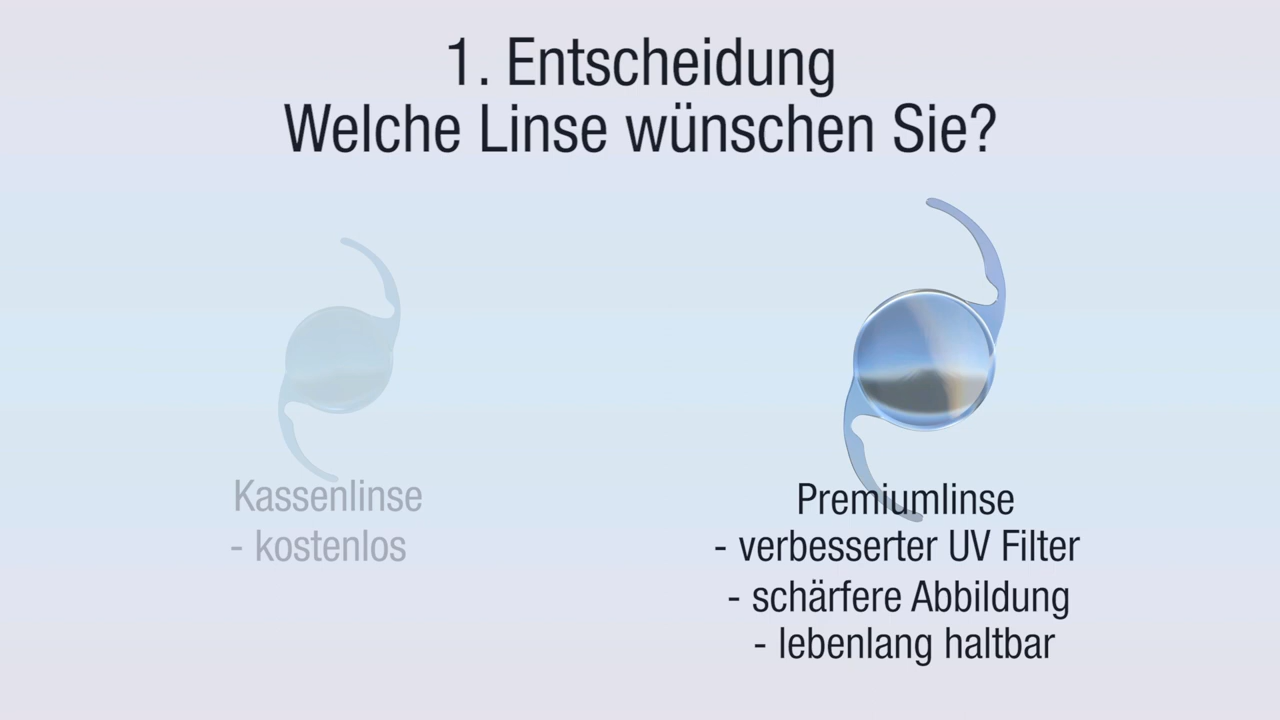 1. Entscheidung
Welche Linse wünschen Sie?
Kassenlinse
- kostenlos
Premiumlinse
- verbesserter UV Filter
- schärfere Abbildung
- lebenlang haltbar